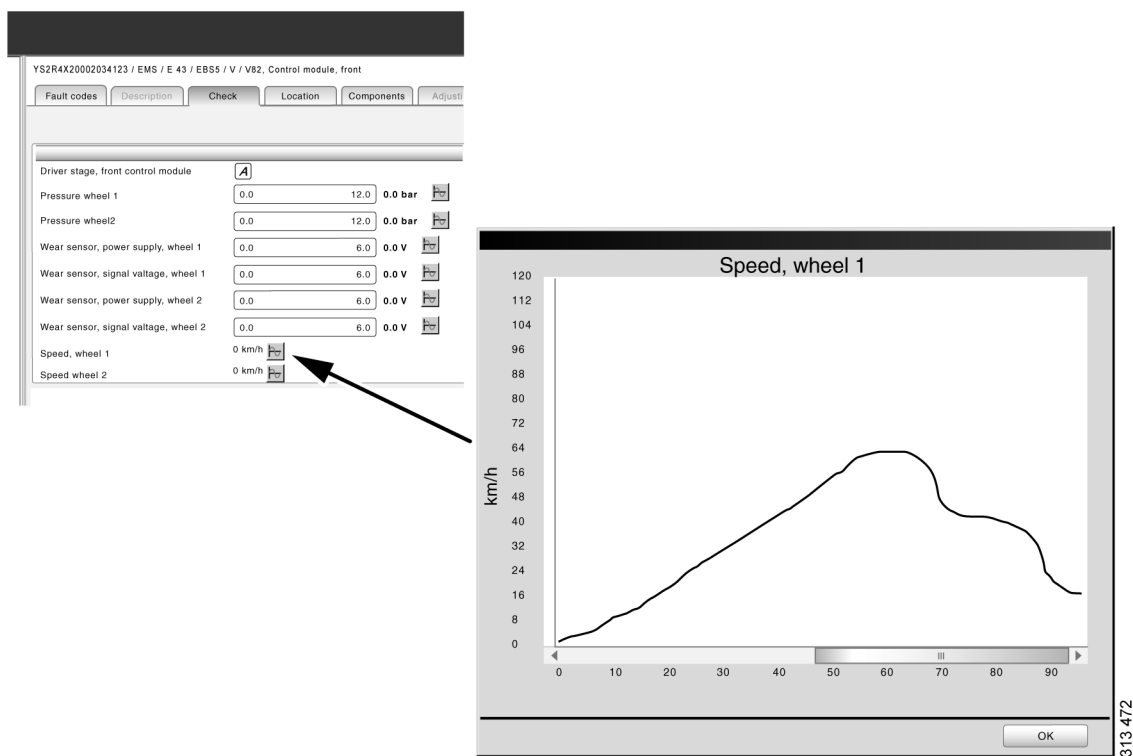 YS2R4X20002034123 / EMS / E 43 / EBS5 / V / V82, Control module, front
Fault codes Description Check Location Components Adjusti
Driver stage, front control module A
Pressure wheel 1 0.0 12.0 0.0 bar
Pressure wheel2 0.0 12.0 0.0 bar
Wear sensor, power supply, wheel 1 0.0 6.0 0.0 V
Wear sensor, signal valtage, wheel 1 0.0 6.0 0.0 V
Wear sensor, power supply, wheel 2 0.0 6.0 0.0 V
Wear sensor, signal valtage, wheel 2 0.0 6.0 0.0 V
Speed, wheel 1 0 km/h
Speed wheel 2 0 km/h
Speed, wheel 1
120
112
104
96
88
80
72
64
56
48
40
32
24
16
8
0
km/h
0 10 20 30 40 50 60 70 80 90
OK
313 472